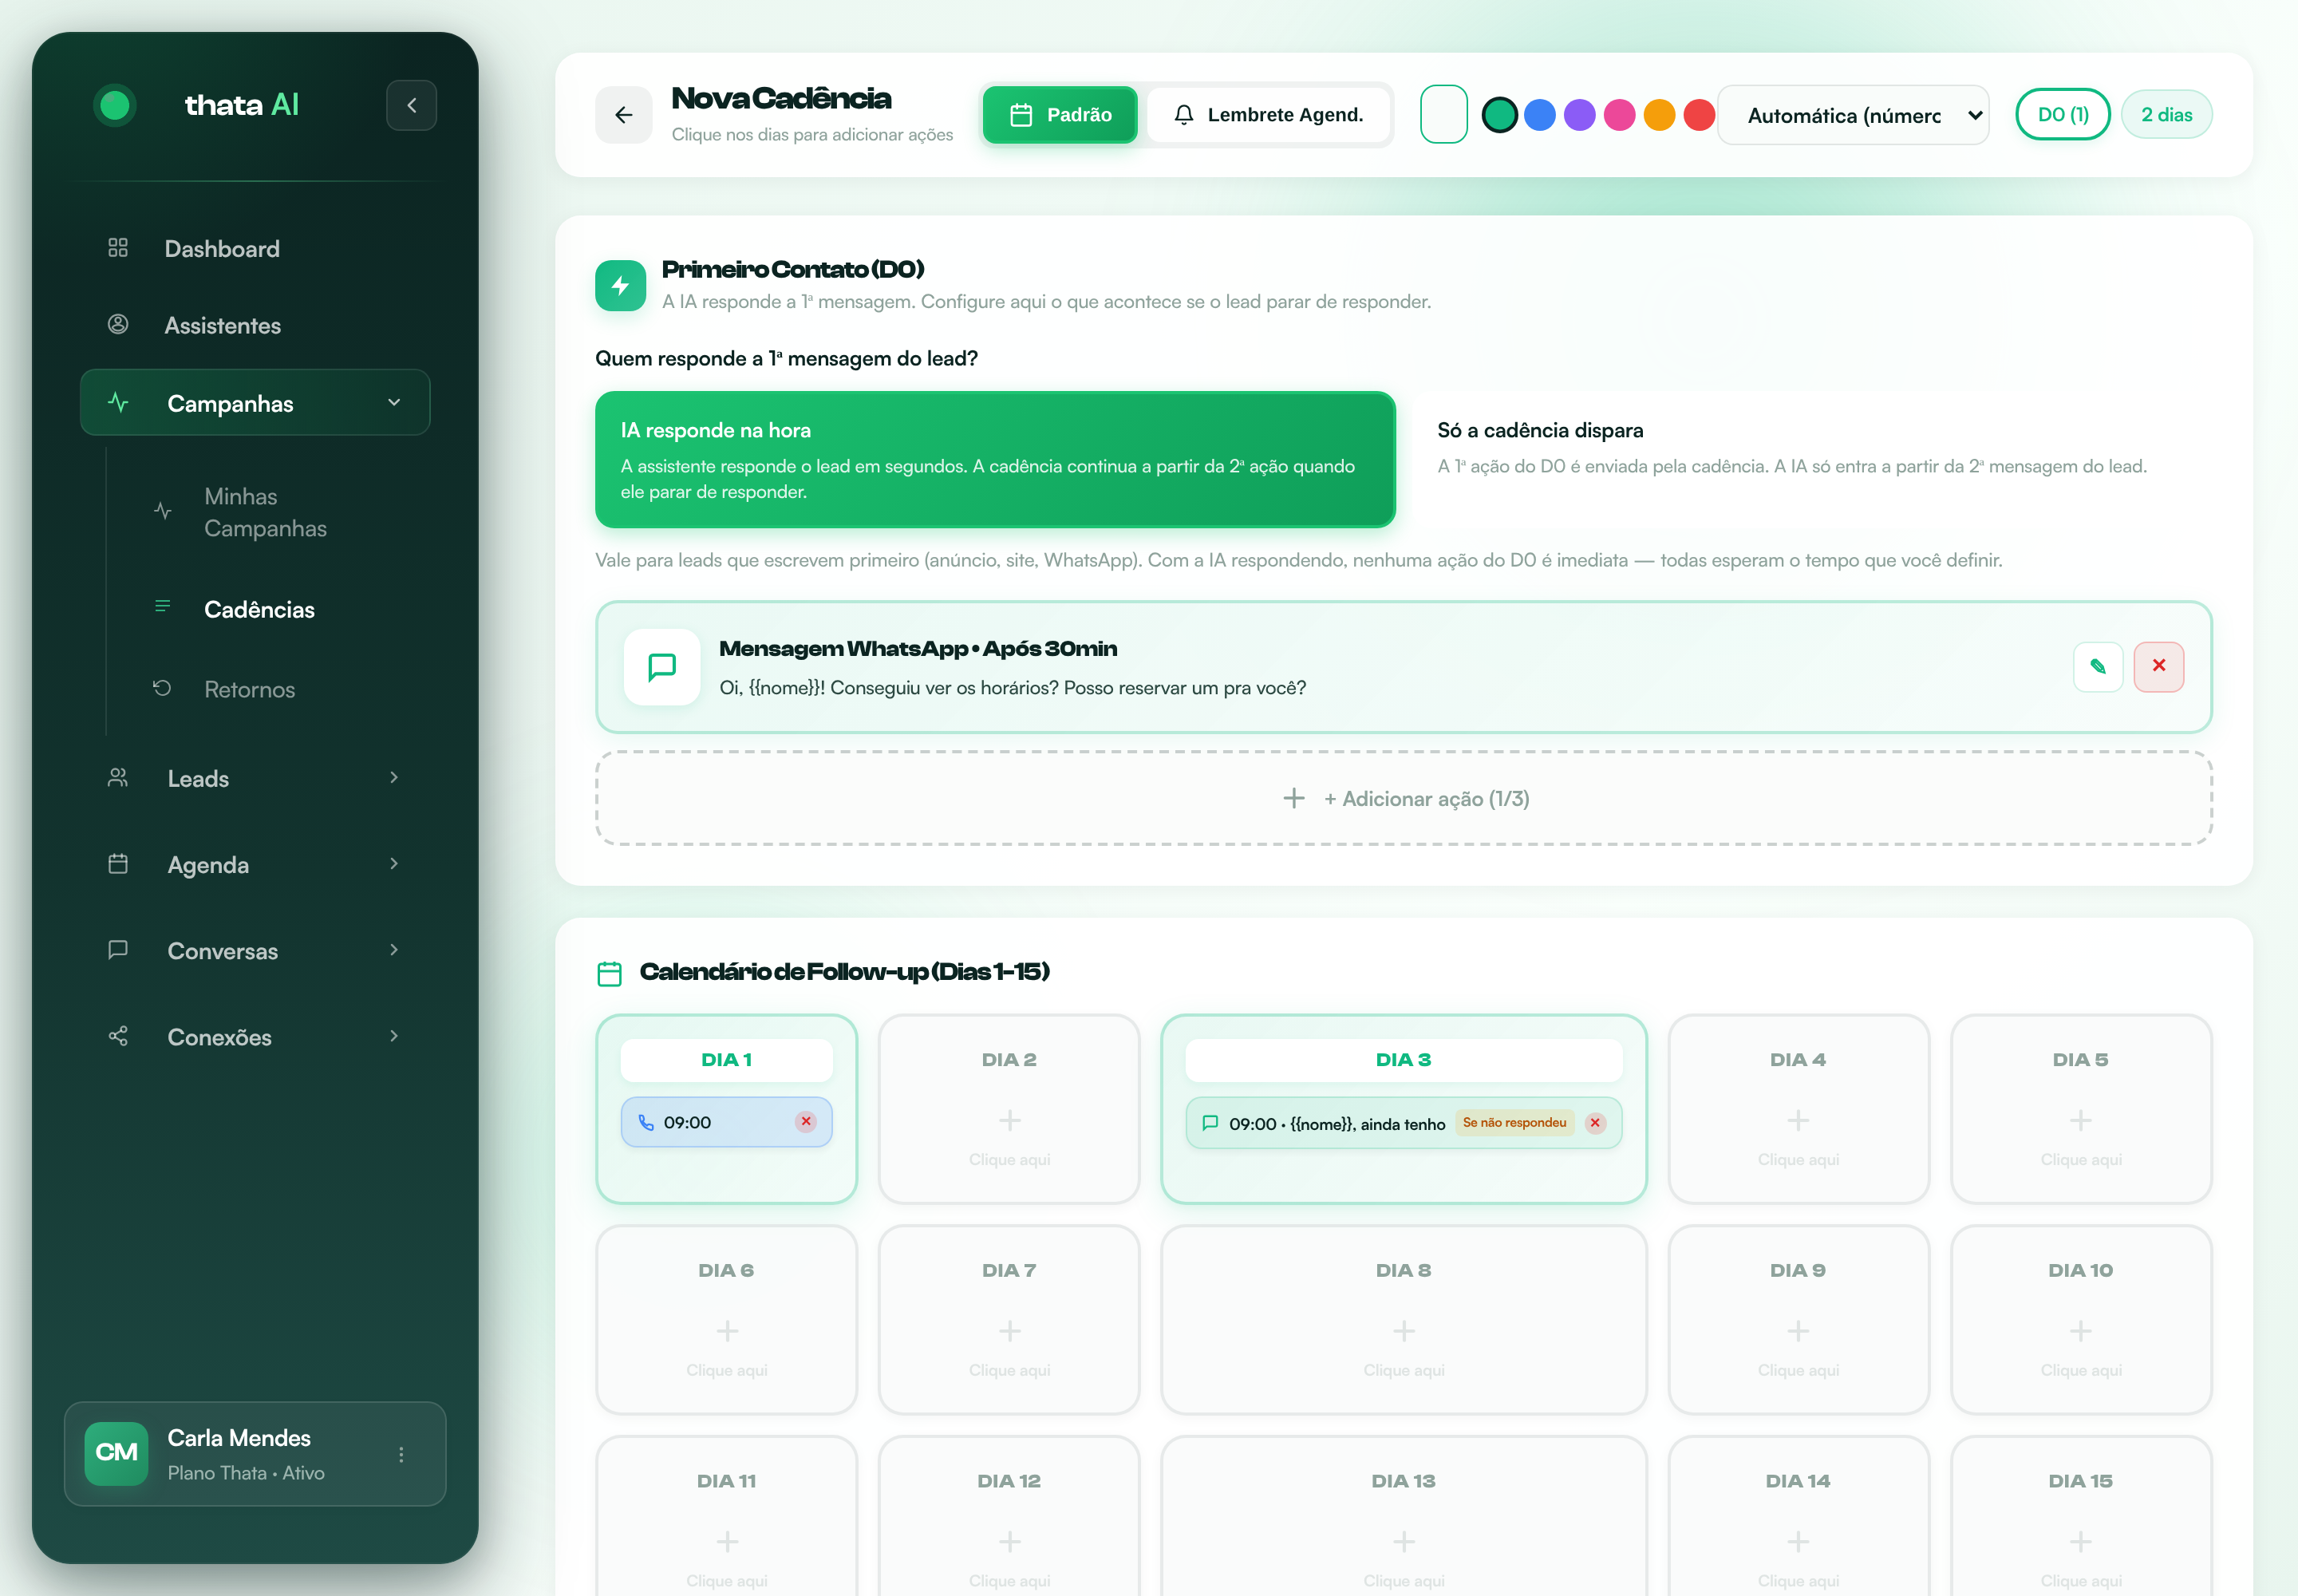 thata AI
Dashboard
Assistentes
Campanhas
Minhas
Campanhas
Cadências
Retornos
Leads
Agenda
Conversas
Conexões
CM
Carla Mendes
Plano Thata · Ativo
Nova Cadência
Clique nos dias para adicionar ações
Padrão
Lembrete Agend.
Automática (númerc
D0 (1)
2 dias
Primeiro Contato (D0)
A IA responde a 1ª mensagem. Configure aqui o que acontece se o lead parar de responder.
Quem responde a 1ª mensagem do lead?
IA responde na hora
A assistente responde o lead em segundos. A cadência continua a partir da 2ª ação quando
ele parar de responder.
Só a cadência dispara
A 1ª ação do D0 é enviada pela cadência. A IA só entra a partir da 2ª mensagem do lead.
Vale para leads que escrevem primeiro (anúncio, site, WhatsApp). Com a IA respondendo, nenhuma ação do D0 é imediata — todas esperam o tempo que você definir.
Mensagem WhatsApp • Após 30min
Oi, {{nome}}! Conseguiu ver os horários? Posso reservar um pra você?
+ Adicionar ação (1/3)
Calendário de Follow-up (Dias 1-15)
DIA 1
09:00
DIA 2
Clique aqui
DIA 3
09:00 · {{nome}}, ainda tenho
Se não respondeu
DIA 4
Clique aqui
DIA 5
Clique aqui
DIA 6
Clique aqui
DIA 7
Clique aqui
DIA 8
Clique aqui
DIA 9
Clique aqui
DIA 10
Clique aqui
DIA 11
Clique aqui
DIA 12
Clique aqui
DIA 13
Clique aqui
DIA 14
Clique aqui
DIA 15
Clique aqui